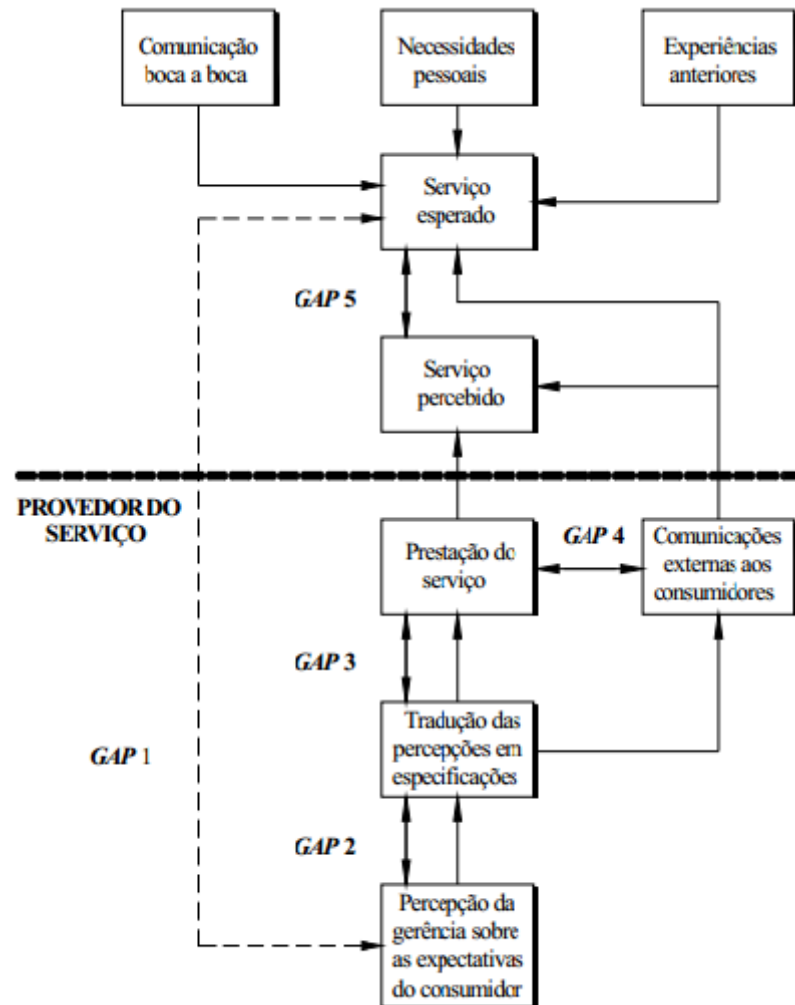 Comunicação
boca a boca
Necessidades
pessoais
Experiências
anteriores
Serviço
esperado
GAP 5
Serviço
percebido
PROVEDOR DO
SERVIÇO
Prestação do
serviço
GAP 4
Comunicações
externas aos
consumidores
GAP 3
Tradução das
percepções em
especificações
GAP 1
GAP 2
Percepção da
gerência sobre
as expectativas
do consumidor